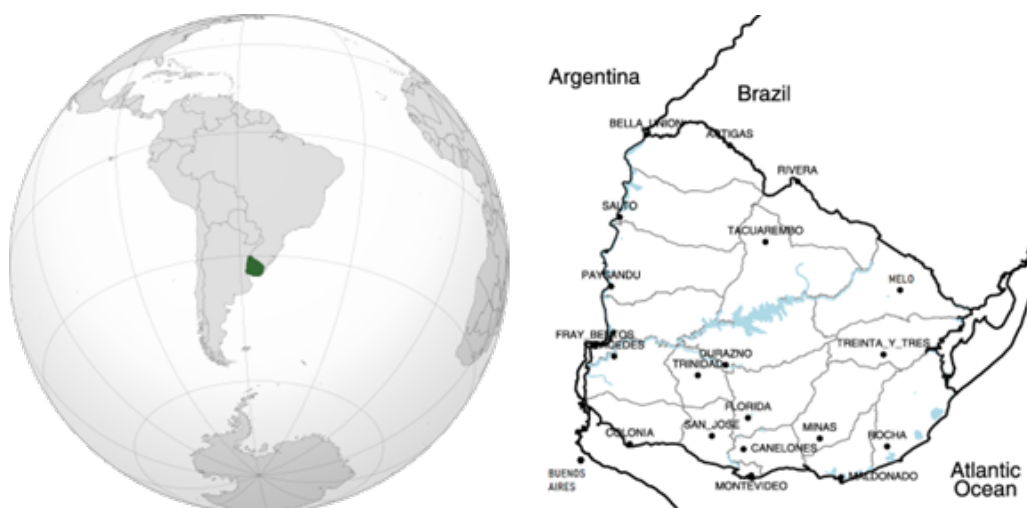 Argentina
Brazil
BELLA_UNION
ARTIGAS
RIVERA
SALTO
TACUAREMBO
PAYSANDU
MELO
FRAY_BENTOS
TREINTA_Y_TRES
DURAZNO
TRINIDAD
FLORIDA
SAN_JOSE
MINAS
COLONIA
ROCHA
CANELONES
BUENOS
AIRES
MONTEVIDEO
MALDONADO
Atlantic
Ocean